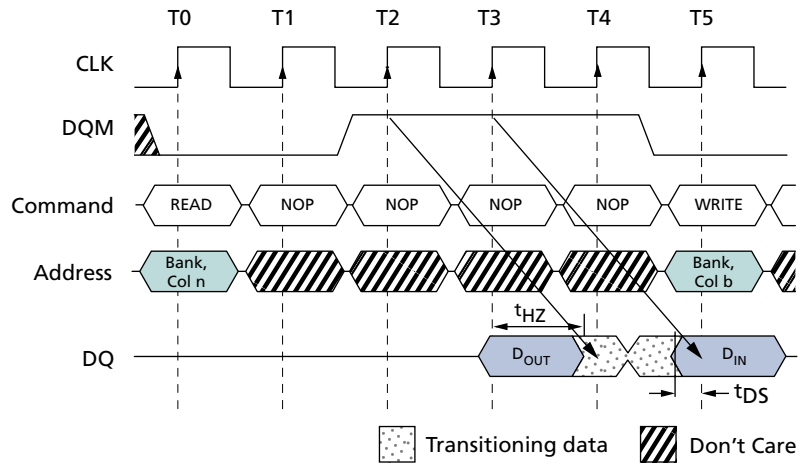 T0 T1 T2 T3 T4 T5
CLK
DQM
Command READ NOP NOP NOP NOP WRITE
Address Bank, Col n Bank, Col b
tHZ
DQ DOUT DIN
tDS
Transitioning data Don't Care